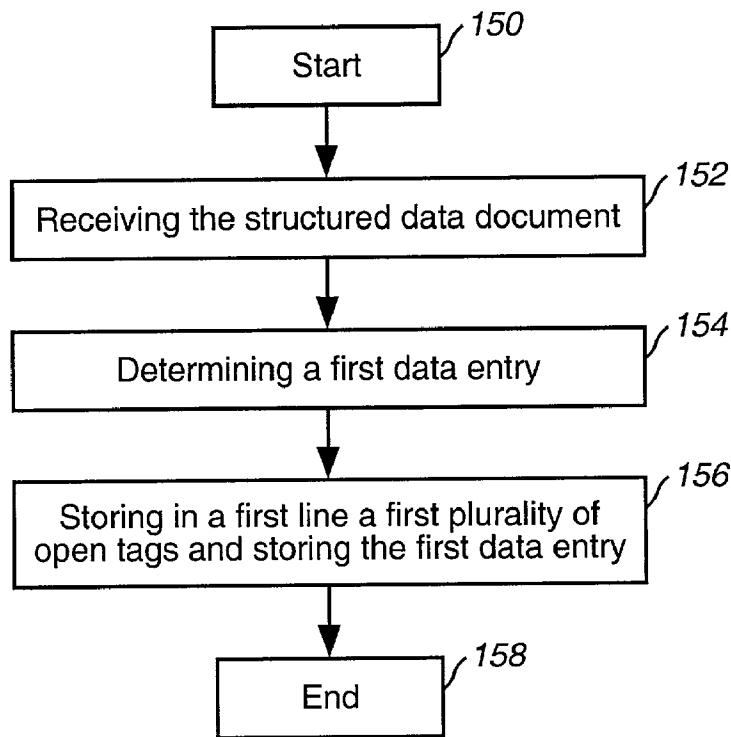 150
Start
152
Receiving the structured data document
154
Determining a first data entry
156
Storing in a first line a first plurality of
open tags and storing the first data entry
158
End